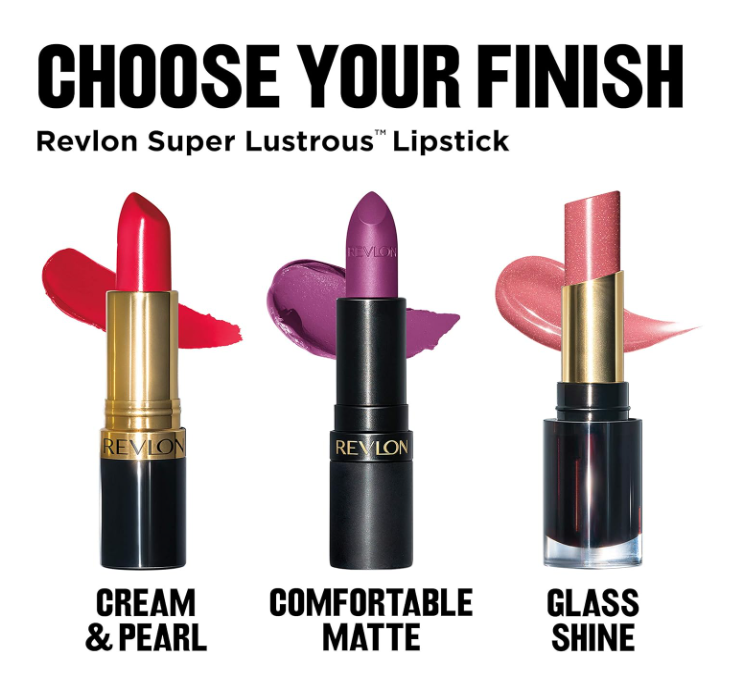 CHOOSE YOUR FINISH
Revlon Super Lustrous™ Lipstick
REVLON
REVLON
REVLON
CREAM
& PEARL
COMFORTABLE
MATTE
GLASS
SHINE